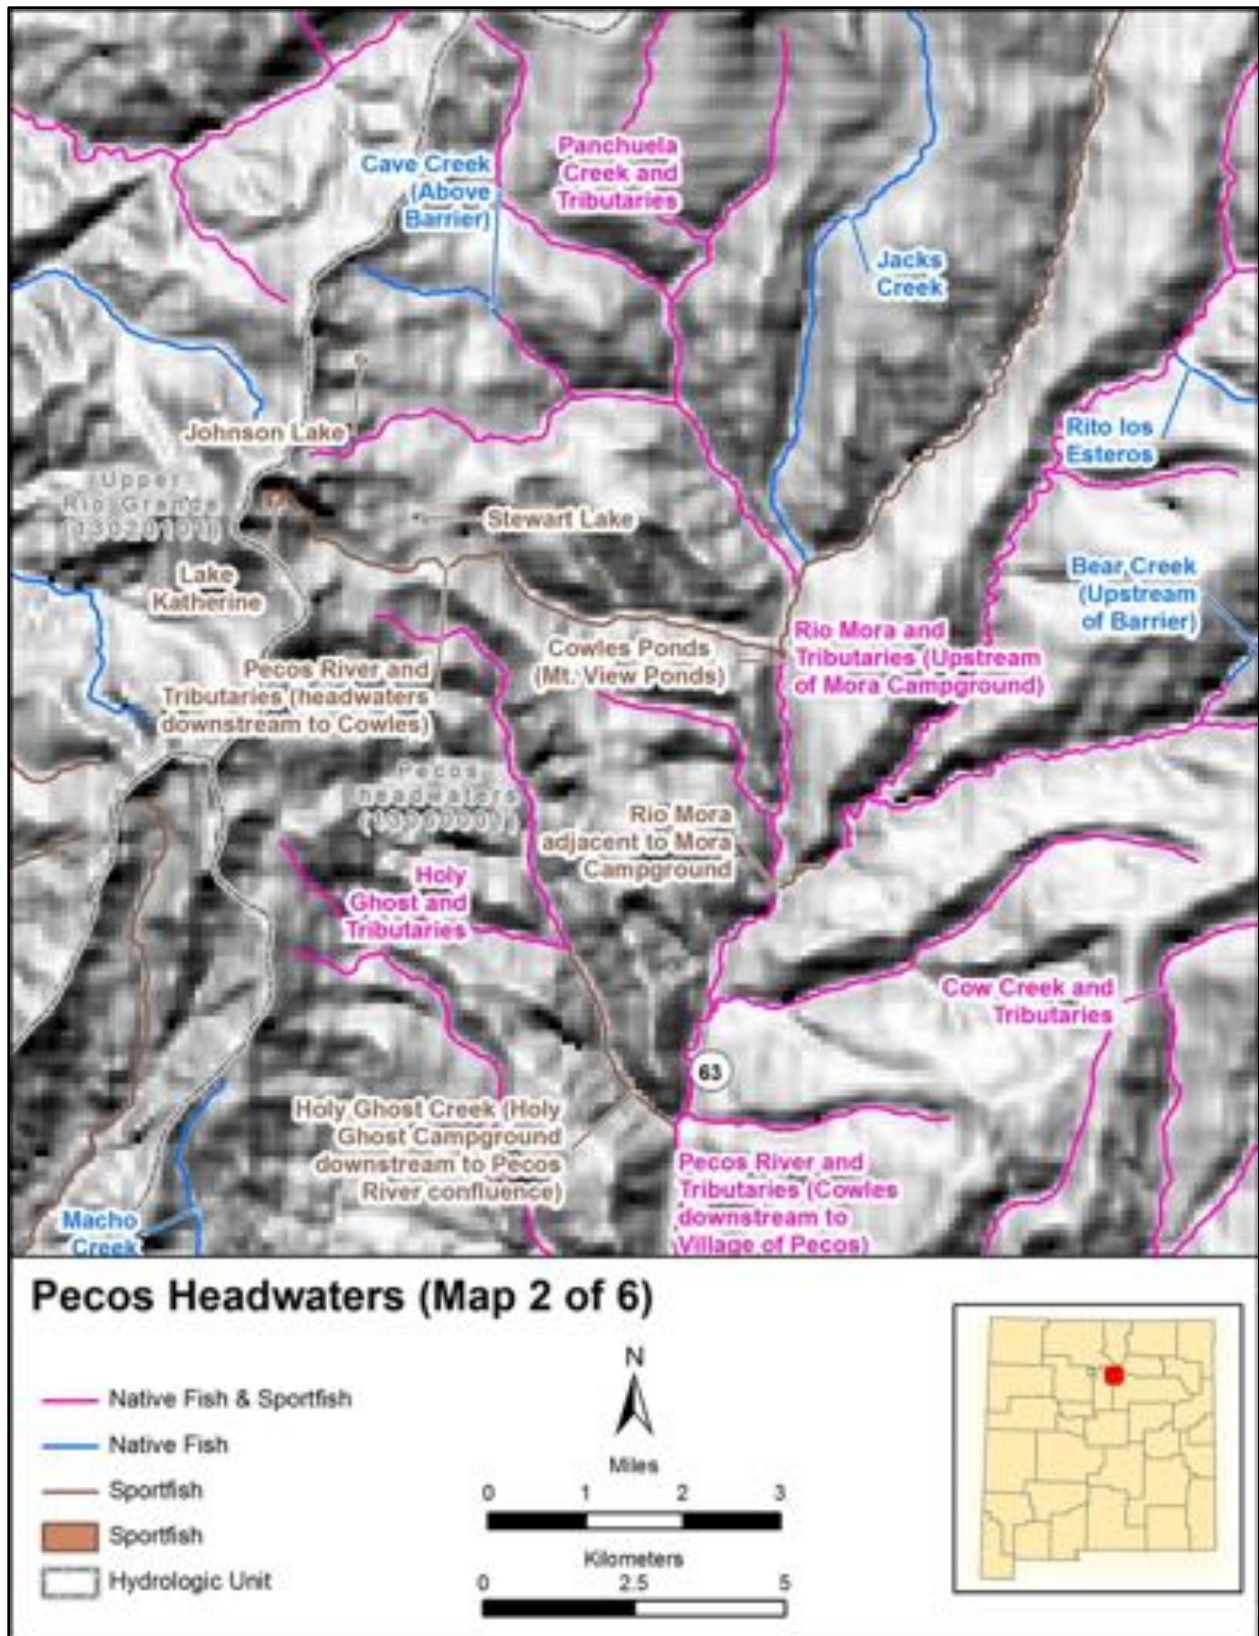 Cave Creek
(Above
Barrier)
Panchuela
Creek and
Tributaries
Jacks
Creek
Johnson Lake
Rito los
Esteros
Upper
Rio Grande
(13020101)
Stewart Lake
Lake
Katherine
Bear Creek
(Upstream
of Barrier)
Cowles Ponds
(Mt. View Ponds)
Rio Mora and
Tributaries (Upstream
of Mora Campground)
Pecos River and
Tributaries (headwaters
downstream to Cowles)
Pecos
headwaters
Rio Mora
adjacent to Mora
Campground
Holy
Ghost and
Tributaries
Cow Creek and
Tributaries
63
Holy Ghost Creek (Holy
Ghost Campground
downstream to Pecos
River confluence)
Pecos River and
Tributaries (Cowles
downstream to
Village of Pecos)
Macho
Creek
Pecos Headwaters (Map 2 of 6)
Native Fish & Sportfish
Native Fish
Sportfish
Sportfish
Hydrologic Unit
N
Miles
0 1 2 3
Kilometers
0 2.5 5